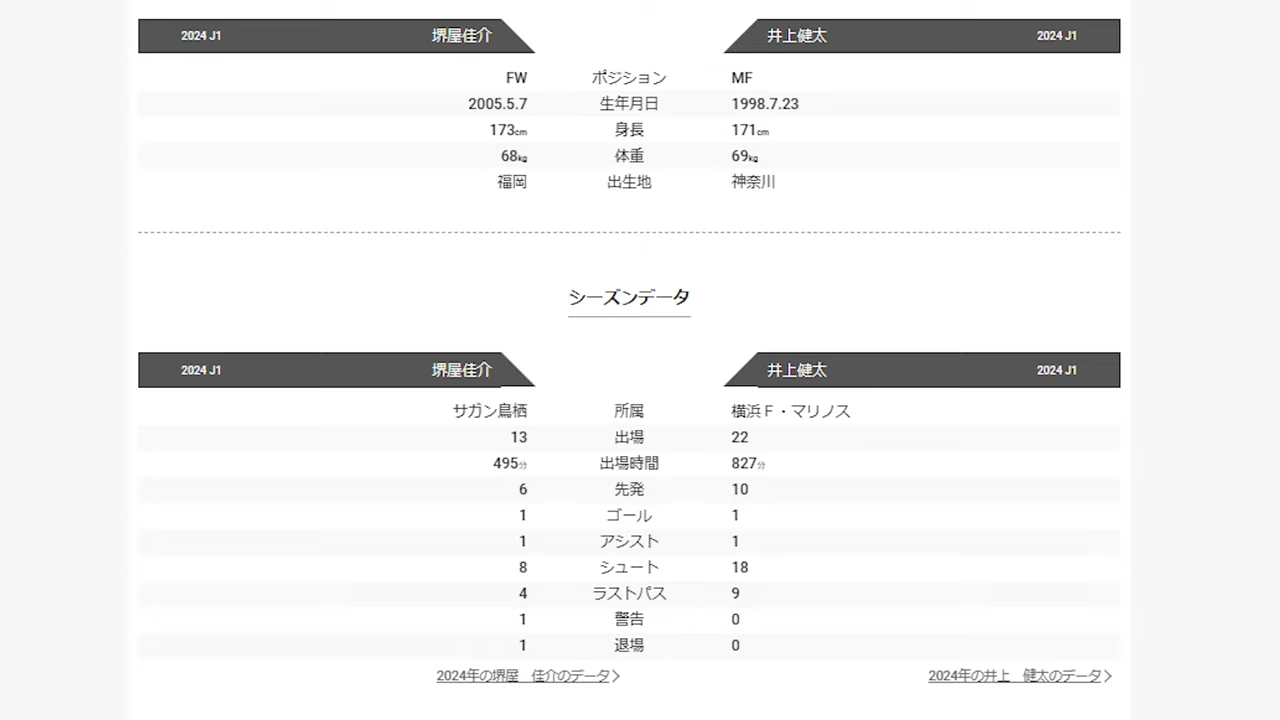 2024 J1 堺屋佳介 井上健太 2024 J1
FW ポジション MF
2005.5.7 生年月日 1998.7.23
173cm 身長 171cm
68kg 体重 69kg
福岡 出生地 神奈川
シーズンデータ
2024 J1 堺屋佳介 井上健太 2024 J1
サガン鳥栖 所属 横浜F・マリノス
13 出場 22
495分 出場時間 827分
6 先発 10
1 ゴール 1
1 アシスト 1
8 シュート 18
4 ラストパス 9
1 警告 0
1 退場 0
2024年の堺屋 佳介のデータ> 2024年の井上 健太のデータ>